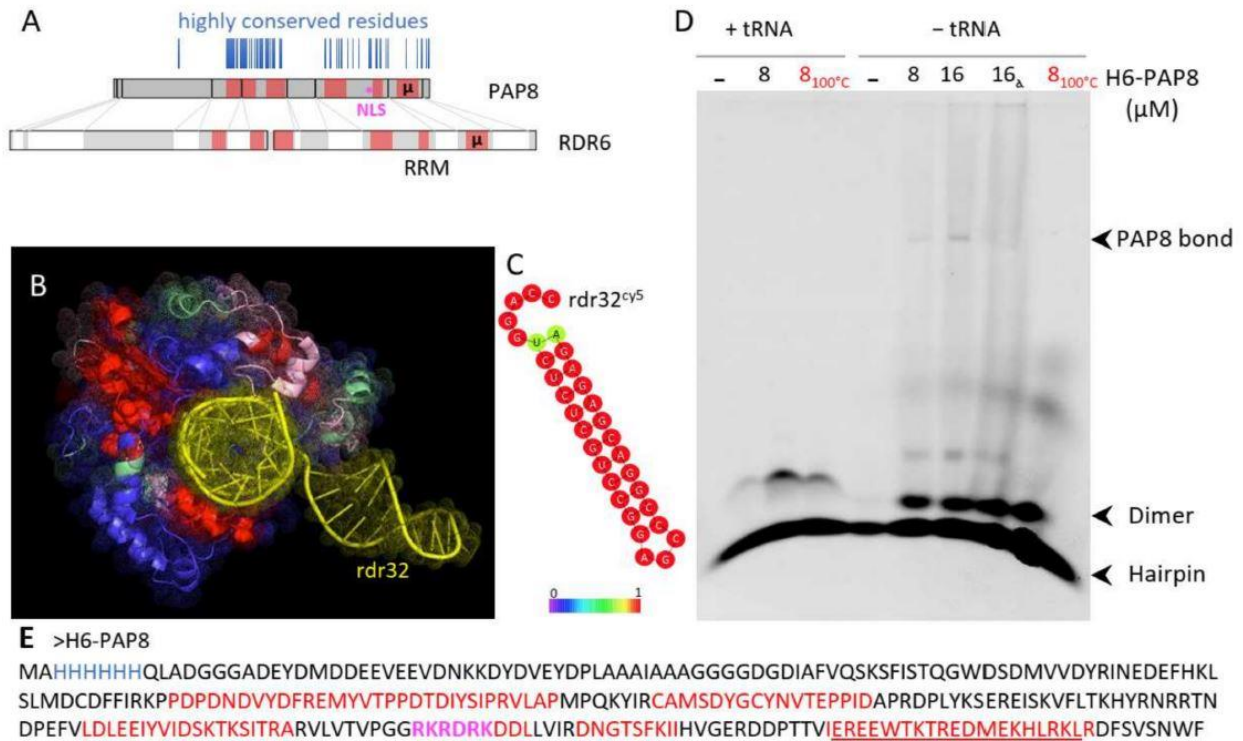 A
highly conserved residues
PAP8
μ
NLS
RDR6
μ
RRM
B
rdr32
C
rdr32cy5
A C C
G
G U A
C G
U A
C G
U A
C G
G C
U A
C G
C G
G C
G C
C
A G
0 1
D
+ tRNA – tRNA
– 8 8100°C – 8 16 16& 8100°C H6-PAP8
(μM)
PAP8 bond
Dimer
Hairpin
E >H6-PAP8
MAHHHHHHQLADGGGADEYDMDDEEVEEVDNKKDYDVEYDPLAAAIAAAGGGGDGDIAFVQSKSFISTQGWDSDMVVDYRINEDEFHKL
SLMDCDFFIRKPPDPDNDVYDFREMYVTPPDTDIYSIPRVLAPMPQKYIRCAMSDYGCYNVTEPPIDAPRDPLYKSEREISKVFLTKHYRNRRTN
DPEFVLDLEEIYVIDSKTKSITRARVLVTVPGGRKRDRKDDLLVIRDNGTSFKIIHVGERDDPTTVIEREEWTKTREDMEKHLRKLRDFSVSNWF